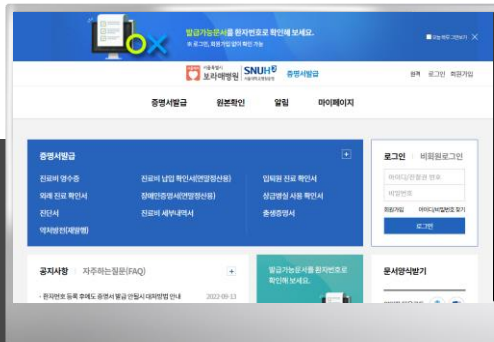 발급가능문서를 환자번호로 확인해 보세요.
※ 로그인, 회원가입 없이 확인 가능
오늘 하루 그만보기
서울특별시
보라매병원
SNUH
서울대학교병원운영
증명서발급
원격 로그인 회원가입
증명서발급 원본확인 알림 마이페이지
증명서발급
진료비 영수증 진료비 납입 확인서(연말정산용) 입퇴원 진료 확인서
외래 진료 확인서 장애인증명서(연말정산용) 상급병실 사용 확인서
진단서 진료비 세부내역서 출생증명서
약처방전(재발행)
로그인 비회원로그인
아이디/진찰권 번호
비밀번호
회원가입 아이디/비밀번호 찾기
로그인
공지사항 자주하는질문(FAQ)
· 환자번호 등록 후에도 증명서 발급 안될시 대처방법 안내 2022-09-13
발급가능문서를 환자번호로
확인해 보세요.
문서양식받기